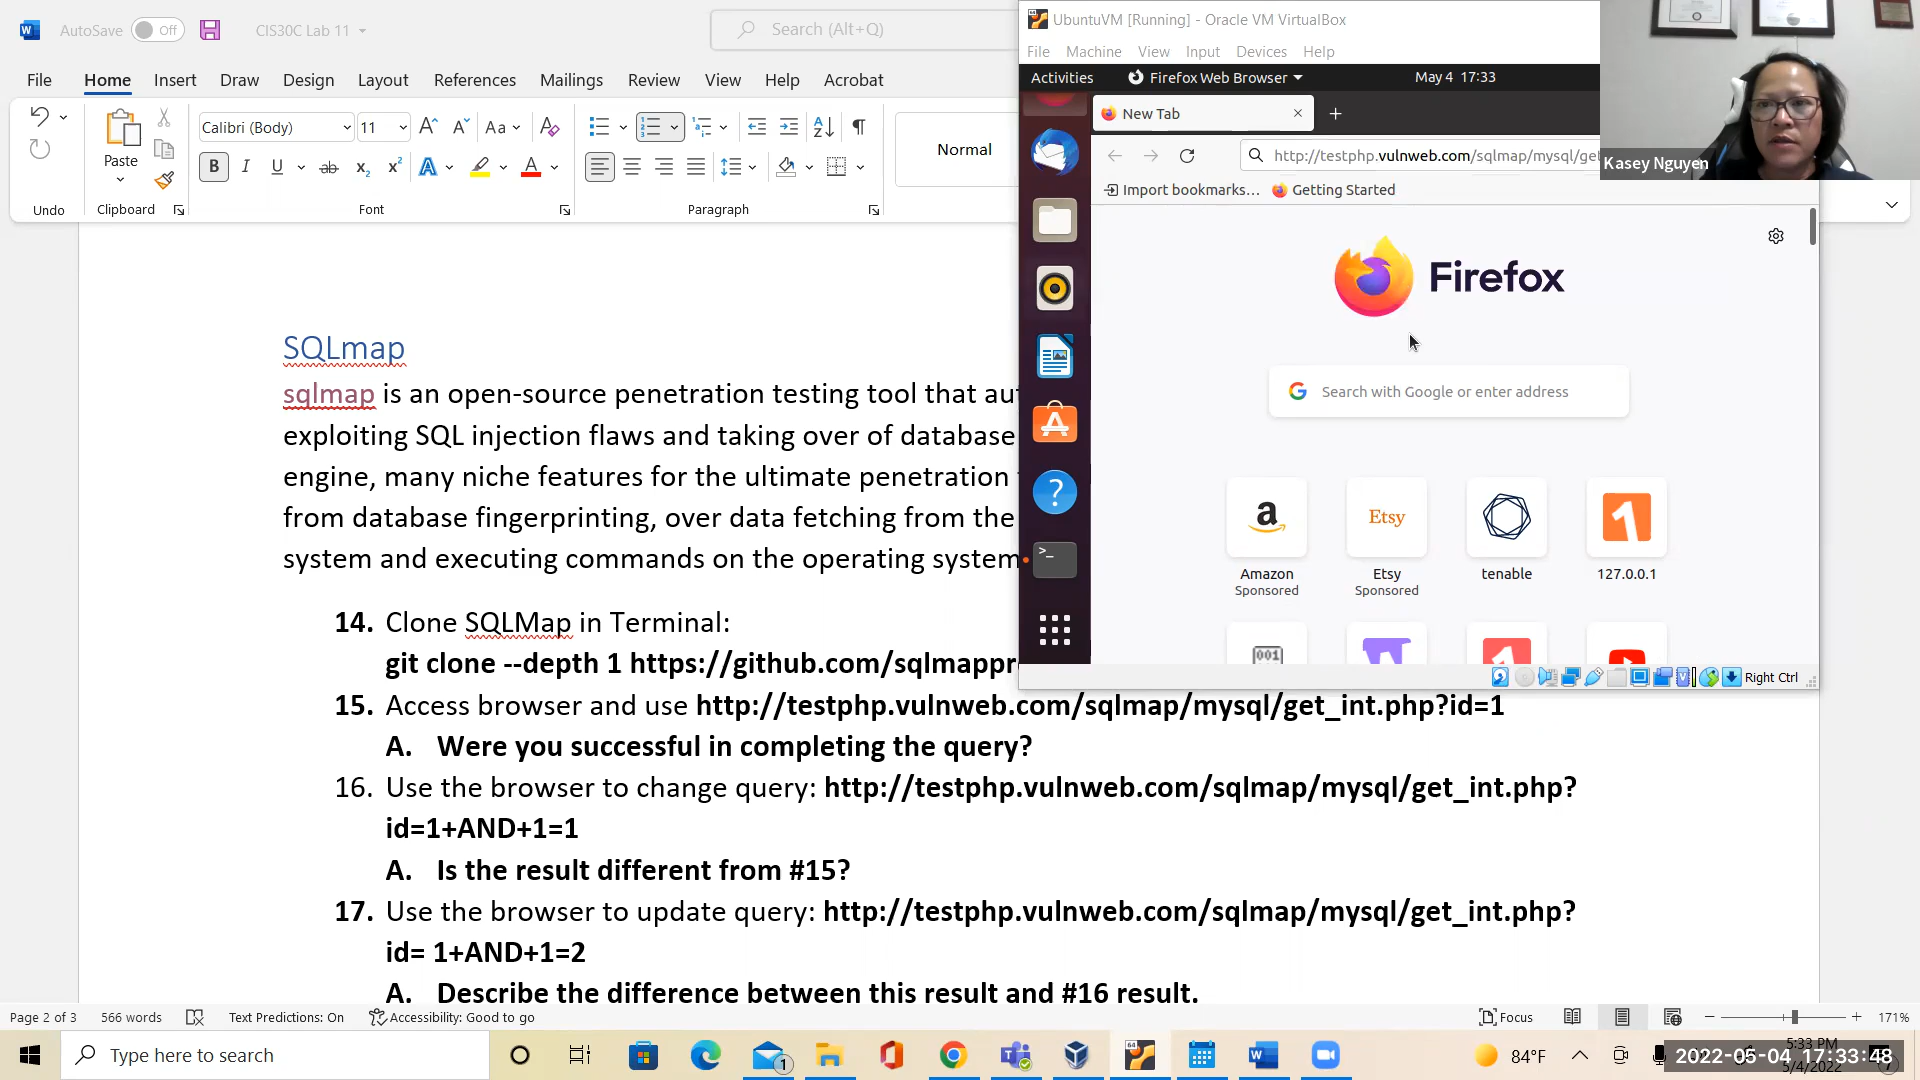 AutoSave Off CIS30C Lab 11 Search (Alt+Q)
File Home Insert Draw Design Layout References Mailings Review View Help Acrobat
Calibri (Body) 11
Paste
Normal
Undo Clipboard Font Paragraph
SQLmap
sqlmap is an open-source penetration testing tool that au
exploiting SQL injection flaws and taking over of database
engine, many niche features for the ultimate penetration
from database fingerprinting, over data fetching from the
system and executing commands on the operating system
14. Clone SQLMap in Terminal:
git clone --depth 1 https://github.com/sqlmappr
15. Access browser and use http://testphp.vulnweb.com/sqlmap/mysql/get_int.php?id=1
A. Were you successful in completing the query?
16. Use the browser to change query: http://testphp.vulnweb.com/sqlmap/mysql/get_int.php?
id=1+AND+1=1
A. Is the result different from #15?
17. Use the browser to update query: http://testphp.vulnweb.com/sqlmap/mysql/get_int.php?
id= 1+AND+1=2
A. Describe the difference between this result and #16 result.
UbuntuVM [Running] - Oracle VM VirtualBox
File Machine View Input Devices Help
Activities Firefox Web Browser May 4 17:33
New Tab
http://testphp.vulnweb.com/sqlmap/mysql/get
Import bookmarks... Getting Started
Firefox
Search with Google or enter address
a Etsy 1
Amazon Etsy tenable 127.0.0.1
Sponsored Sponsored
Right Ctrl
Kasey Nguyen
Page 2 of 3 566 words Text Predictions: On Accessibility: Good to go Focus 171%
Type here to search 1 84°F 5:33 PM
5/4/2022
2022-05-04 17:33:48